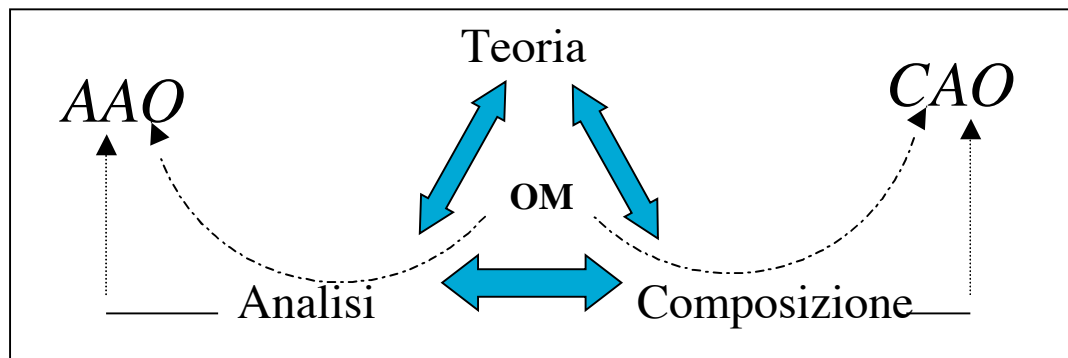 Teoria
AAO
CAO
OM
Analisi
Composizione